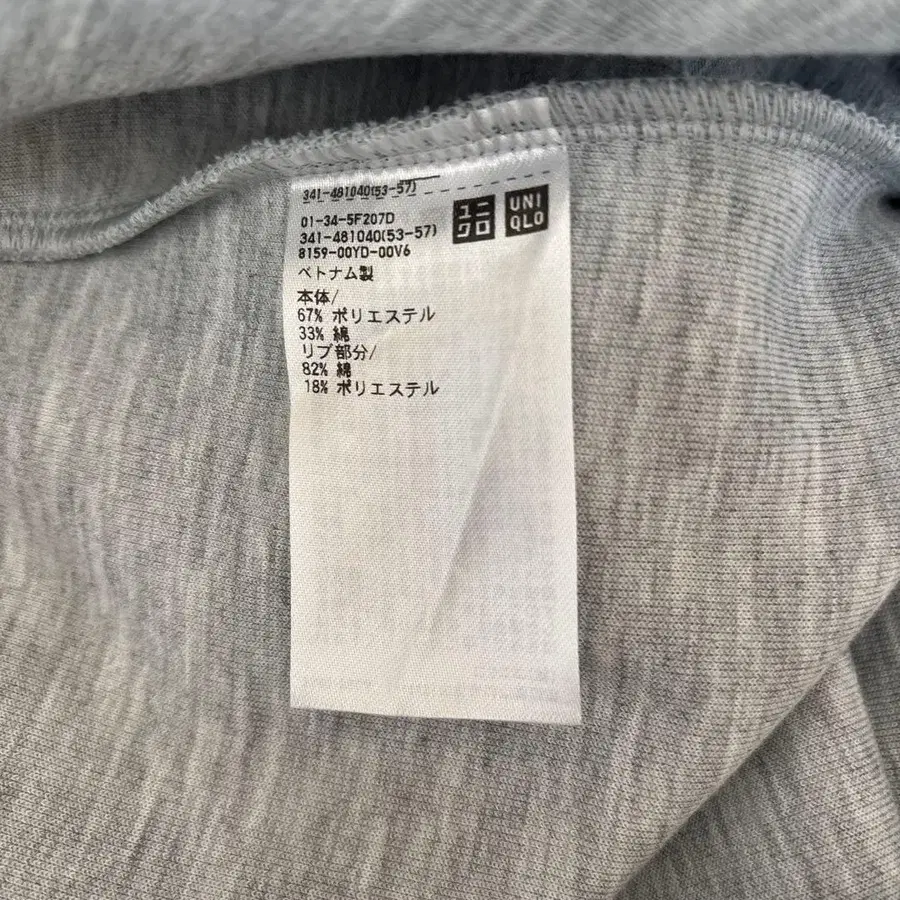 341-481040(53-57)
01-34-5F207D
341-481040(53-57)
8159-00YD-00V6
ユニ
クロ
UNI
QLO
ベトナム製
本体/
67% ポリエステル
33% 綿
リブ部分/
82% 綿
18% ポリエステル